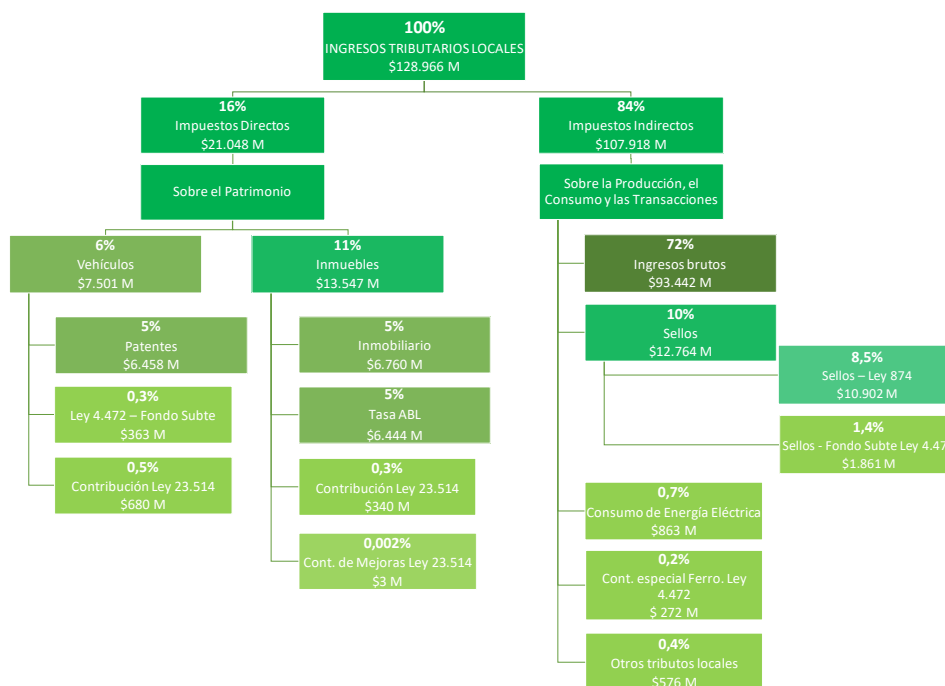 100%
INGRESOS TRIBUTARIOS LOCALES
$128.966 M
16%
Impuestos Directos
$21.048 M
84%
Impuestos Indirectos
$107.918 M
Sobre el Patrimonio
Sobre la Producción, el
Consumo y las Transacciones
6%
Vehículos
$7.501 M
11%
Inmuebles
$13.547 M
72%
Ingresos brutos
$93.442 M
5%
Patentes
$6.458 M
5%
Inmobiliario
$6.760 M
10%
Sellos
$12.764 M
8,5%
Sellos – Ley 874
$10.902 M
0,3%
Ley 4.472 – Fondo Subte
$363 M
5%
Tasa ABL
$6.444 M
1,4%
Sellos - Fondo Subte Ley 4.47
$1.861 M
0,5%
Contribución Ley 23.514
$680 M
0,3%
Contribución Ley 23.514
$340 M
0,7%
Consumo de Energía Eléctrica
$863 M
0,002%
Cont. de Mejoras Ley 23.514
$3 M
0,2%
Cont. especial Ferro. Ley
4.472
$ 272 M
0,4%
Otros tributos locales
$576 M